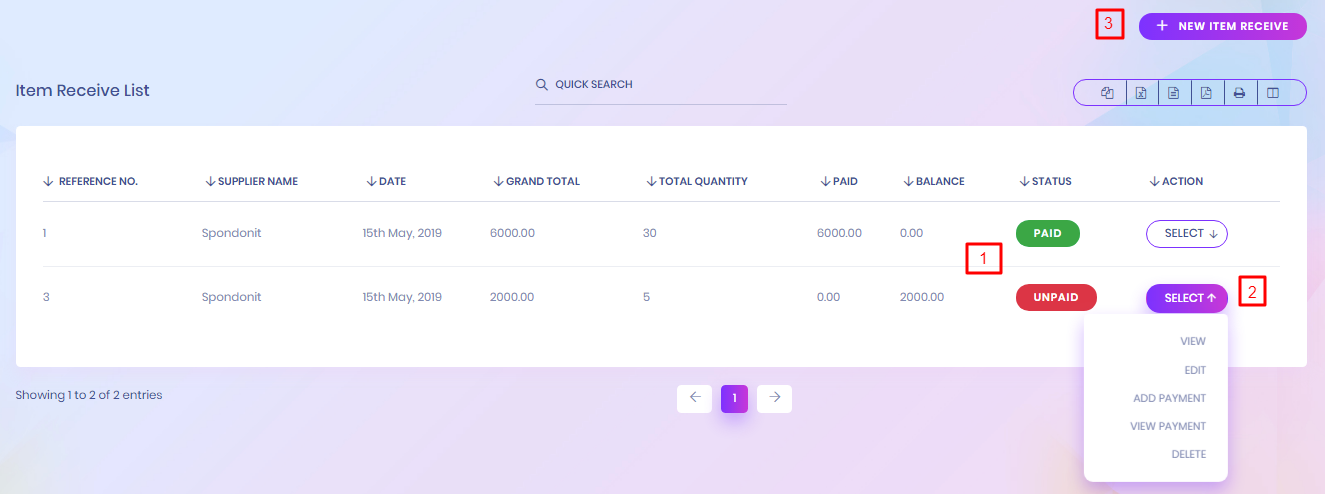 3
NEW ITEM RECEIVE
Item Receive List
QUICK SEARCH
REFERENCE NO. SUPPLIER NAME DATE GRAND TOTAL TOTAL QUANTITY PAID BALANCE STATUS ACTION
1 Spondonit 15th May, 2019 6000.00 30 6000.00 0.00 PAID SELECT
1
3 Spondonit 15th May, 2019 2000.00 5 0.00 2000.00 UNPAID SELECT
2
VIEW
EDIT
ADD PAYMENT
VIEW PAYMENT
DELETE
Showing 1 to 2 of 2 entries
1